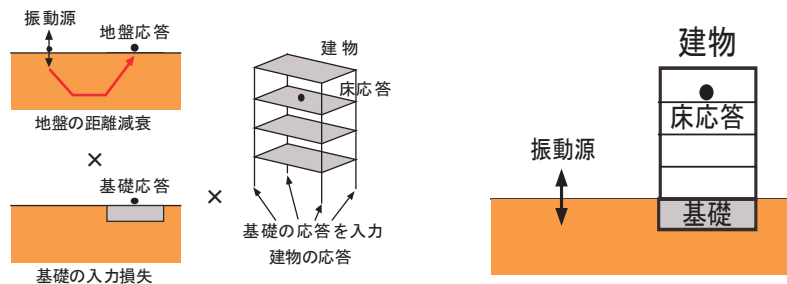 振動源
地盤応答
地盤の距離減衰
×
基礎応答
基礎の入力損失
×
建物
床応答
基礎の応答を入力
建物の応答
建物
床応答
振動源
基礎